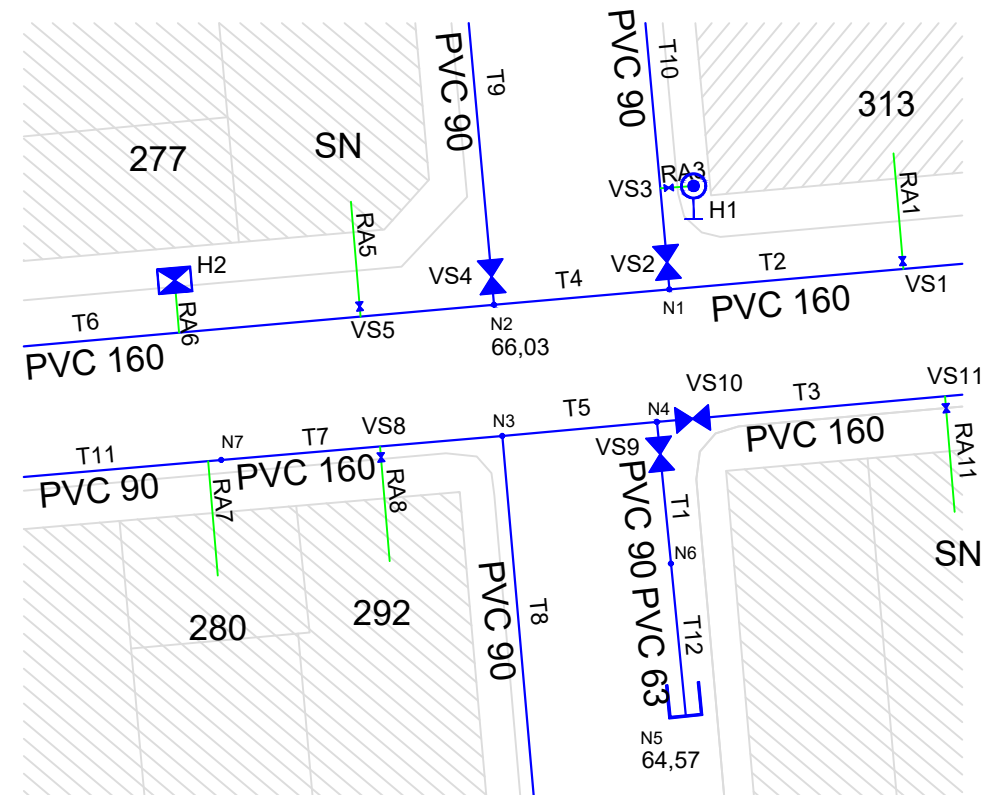 PVC 90
T9
PVC 90
T10
313
277
SN
RA3
VS3
H1
RA1
RA5
H2
VS4
VS2
T2
T4
VS1
T6
RA6
VS5
N2
66,03
N1
PVC 160
PVC 160
VS10
VS11
T3
T5
N4
N3
VS8
T7
N7
T11
VS9
PVC 160
PVC 160
PVC 90
RA7
RA8
RA11
PVC 90
T1
N6
SN
PVC 90
T8
280
292
PVC 63
T12
N5
64,57